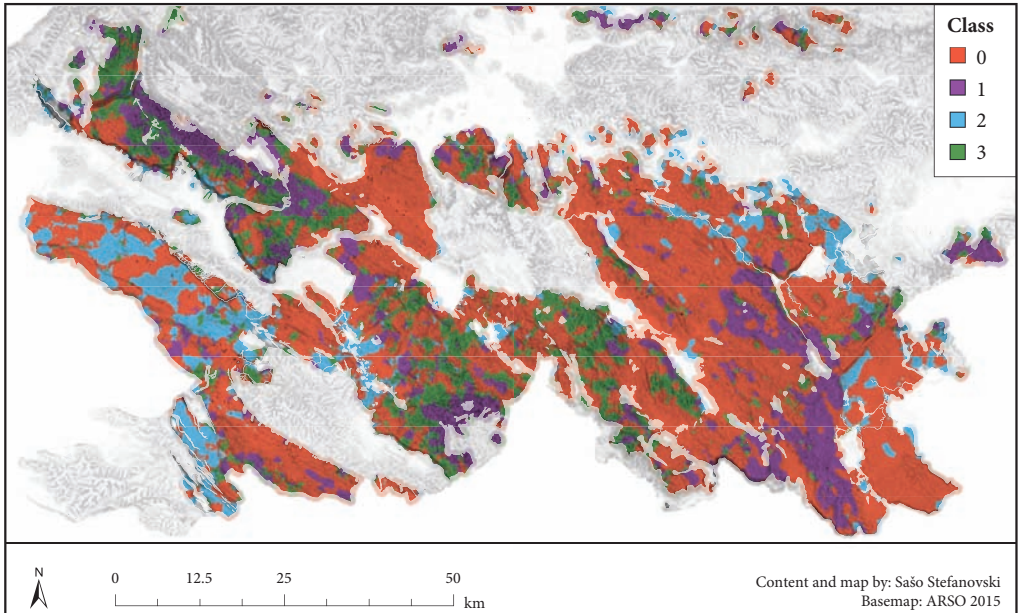 Class
0
1
2
3
N
0 12.5 25 50
km
Content and map by: Sašo Stefanovski
Basemap: ARSO 2015